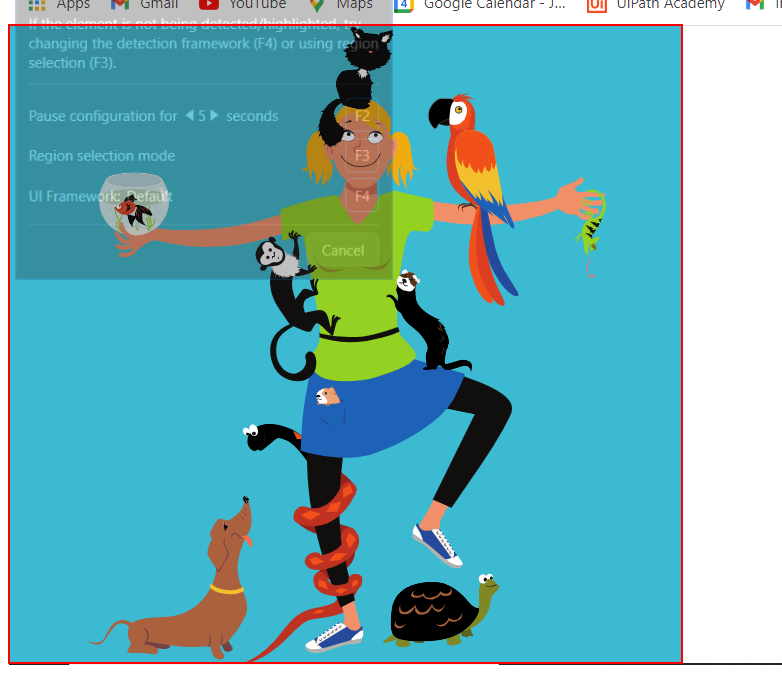 Apps Gmail YouTube Maps 4 Google Calendar - J... Ui UiPath Academy
If the element is not being detected/highlighted, try
changing the detection framework (F4) or using region
selection (F3).
Pause configuration for 5 seconds F2
Region selection mode F3
UI Framework: Default F4
Cancel